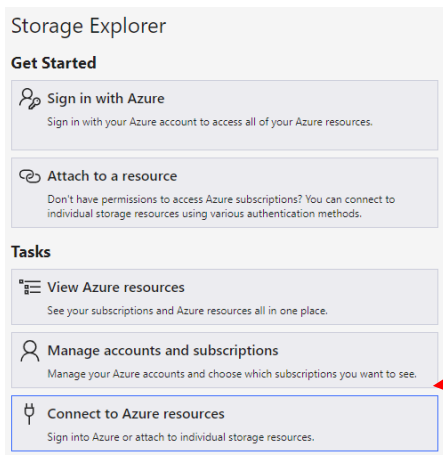 Storage Explorer
Get Started
Sign in with Azure
Sign in with your Azure account to access all of your Azure resources.
Attach to a resource
Don't have permissions to access Azure subscriptions? You can connect to
individual storage resources using various authentication methods.
Tasks
View Azure resources
See your subscriptions and Azure resources all in one place.
Manage accounts and subscriptions
Manage your Azure accounts and choose which subscriptions you want to see.
Connect to Azure resources
Sign into Azure or attach to individual storage resources.